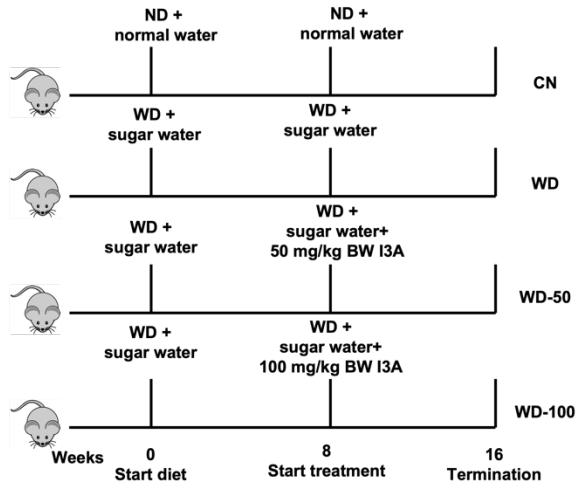 ND +
normal water
ND +
normal water
CN
WD +
sugar water
WD +
sugar water
WD
WD +
sugar water
WD +
sugar water+
50 mg/kg BW I3A
WD-50
WD +
sugar water
WD +
sugar water+
100 mg/kg BW I3A
WD-100
Weeks 0 8 16
Start diet Start treatment Termination